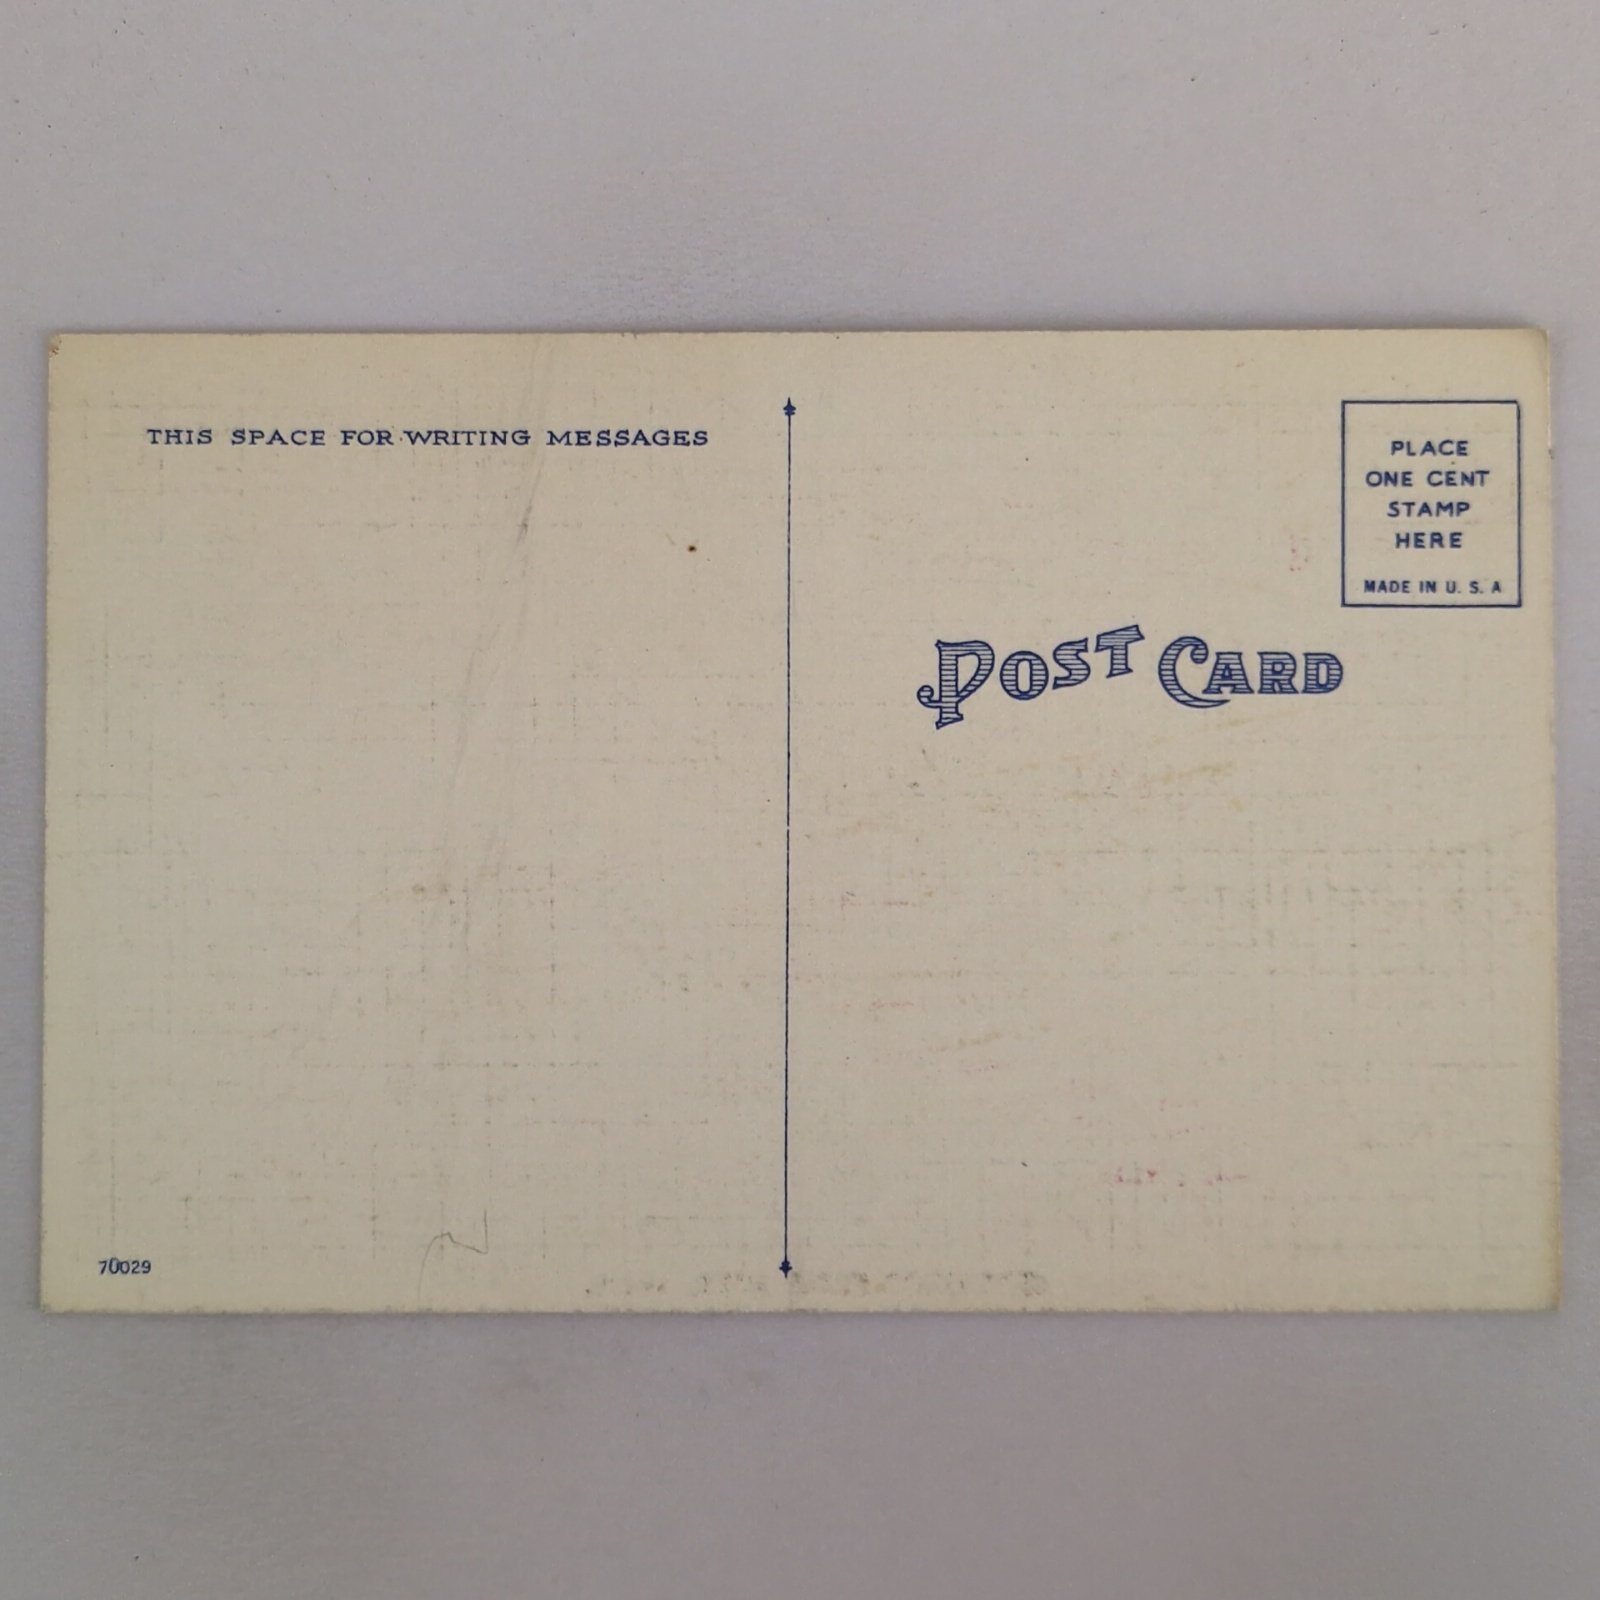 THIS SPACE FOR WRITING MESSAGES
PLACE
ONE CENT
STAMP
HERE
MADE IN U. S. A
POST CARD
70029